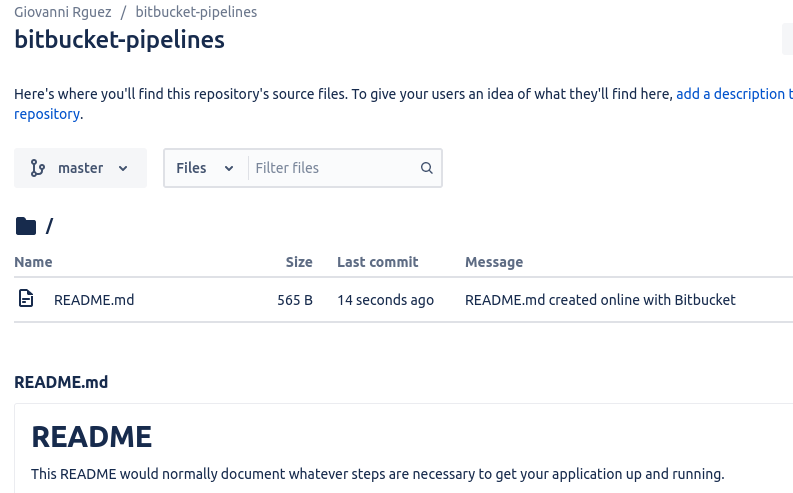 Giovanni Rguez / bitbucket-pipelines
bitbucket-pipelines
Here's where you'll find this repository's source files. To give your users an idea of what they'll find here, add a description t
repository.
master
Files Filter files
/
Name Size Last commit Message
README.md 565 B 14 seconds ago README.md created online with Bitbucket
README.md
README
This README would normally document whatever steps are necessary to get your application up and running.